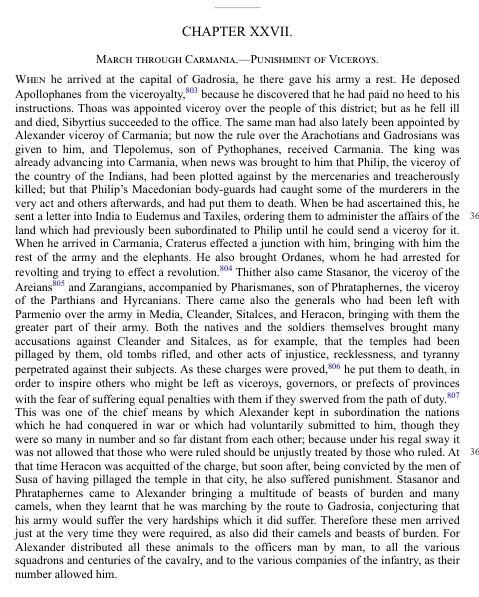 CHAPTER XXVII.
March through Carmania.—Punishment of Viceroys.
When he arrived at the capital of Gadrosia, he there gave his army a rest. He deposed
Apollophanes from the viceroyalty,803 because he discovered that he had paid no heed to his
instructions. Thoas was appointed viceroy over the people of this district; but as he fell ill
and died, Sibyrtius succeeded to the office. The same man had also lately been appointed by
Alexander viceroy of Carmania; but now the rule over the Arachotians and Gadrosians was
given to him, and Tlepolemus, son of Pythophanes, received Carmania. The king was
already advancing into Carmania, when news was brought to him that Philip, the viceroy of
the country of the Indians, had been plotted against by the mercenaries and treacherously
killed; but that Philip's Macedonian body-guards had caught some of the murderers in the
very act and others afterwards, and had put them to death. When be had ascertained this, he
sent a letter into India to Eudemus and Taxiles, ordering them to administer the affairs of the 36
land which had previously been subordinated to Philip until he could send a viceroy for it.
When he arrived in Carmania, Craterus effected a junction with him, bringing with him the
rest of the army and the elephants. He also brought Ordanes, whom he had arrested for
revolting and trying to effect a revolution.804 Thither also came Stasanor, the viceroy of the
Areians805 and Zarangians, accompanied by Pharismanes, son of Phrataphernes, the viceroy
of the Parthians and Hyrcanians. There came also the generals who had been left with
Parmenio over the army in Media, Cleander, Sitalces, and Heracon, bringing with them the
greater part of their army. Both the natives and the soldiers themselves brought many
accusations against Cleander and Sitalces, as for example, that the temples had been
pillaged by them, old tombs rifled, and other acts of injustice, recklessness, and tyranny
perpetrated against their subjects. As these charges were proved,806 he put them to death, in
order to inspire others who might be left as viceroys, governors, or prefects of provinces
with the fear of suffering equal penalties with them if they swerved from the path of duty.807
This was one of the chief means by which Alexander kept in subordination the nations
which he had conquered in war or which had voluntarily submitted to him, though they
were so many in number and so far distant from each other; because under his regal sway it
was not allowed that those who were ruled should be unjustly treated by those who ruled. At 36
that time Heracon was acquitted of the charge, but soon after, being convicted by the men of
Susa of having pillaged the temple in that city, he also suffered punishment. Stasanor and
Phrataphernes came to Alexander bringing a multitude of beasts of burden and many
camels, when they learnt that he was marching by the route to Gadrosia, conjecturing that
his army would suffer the very hardships which it did suffer. Therefore these men arrived
just at the very time they were required, as also did their camels and beasts of burden. For
Alexander distributed all these animals to the officers man by man, to all the various
squadrons and centuries of the cavalry, and to the various companies of the infantry, as their
number allowed him.